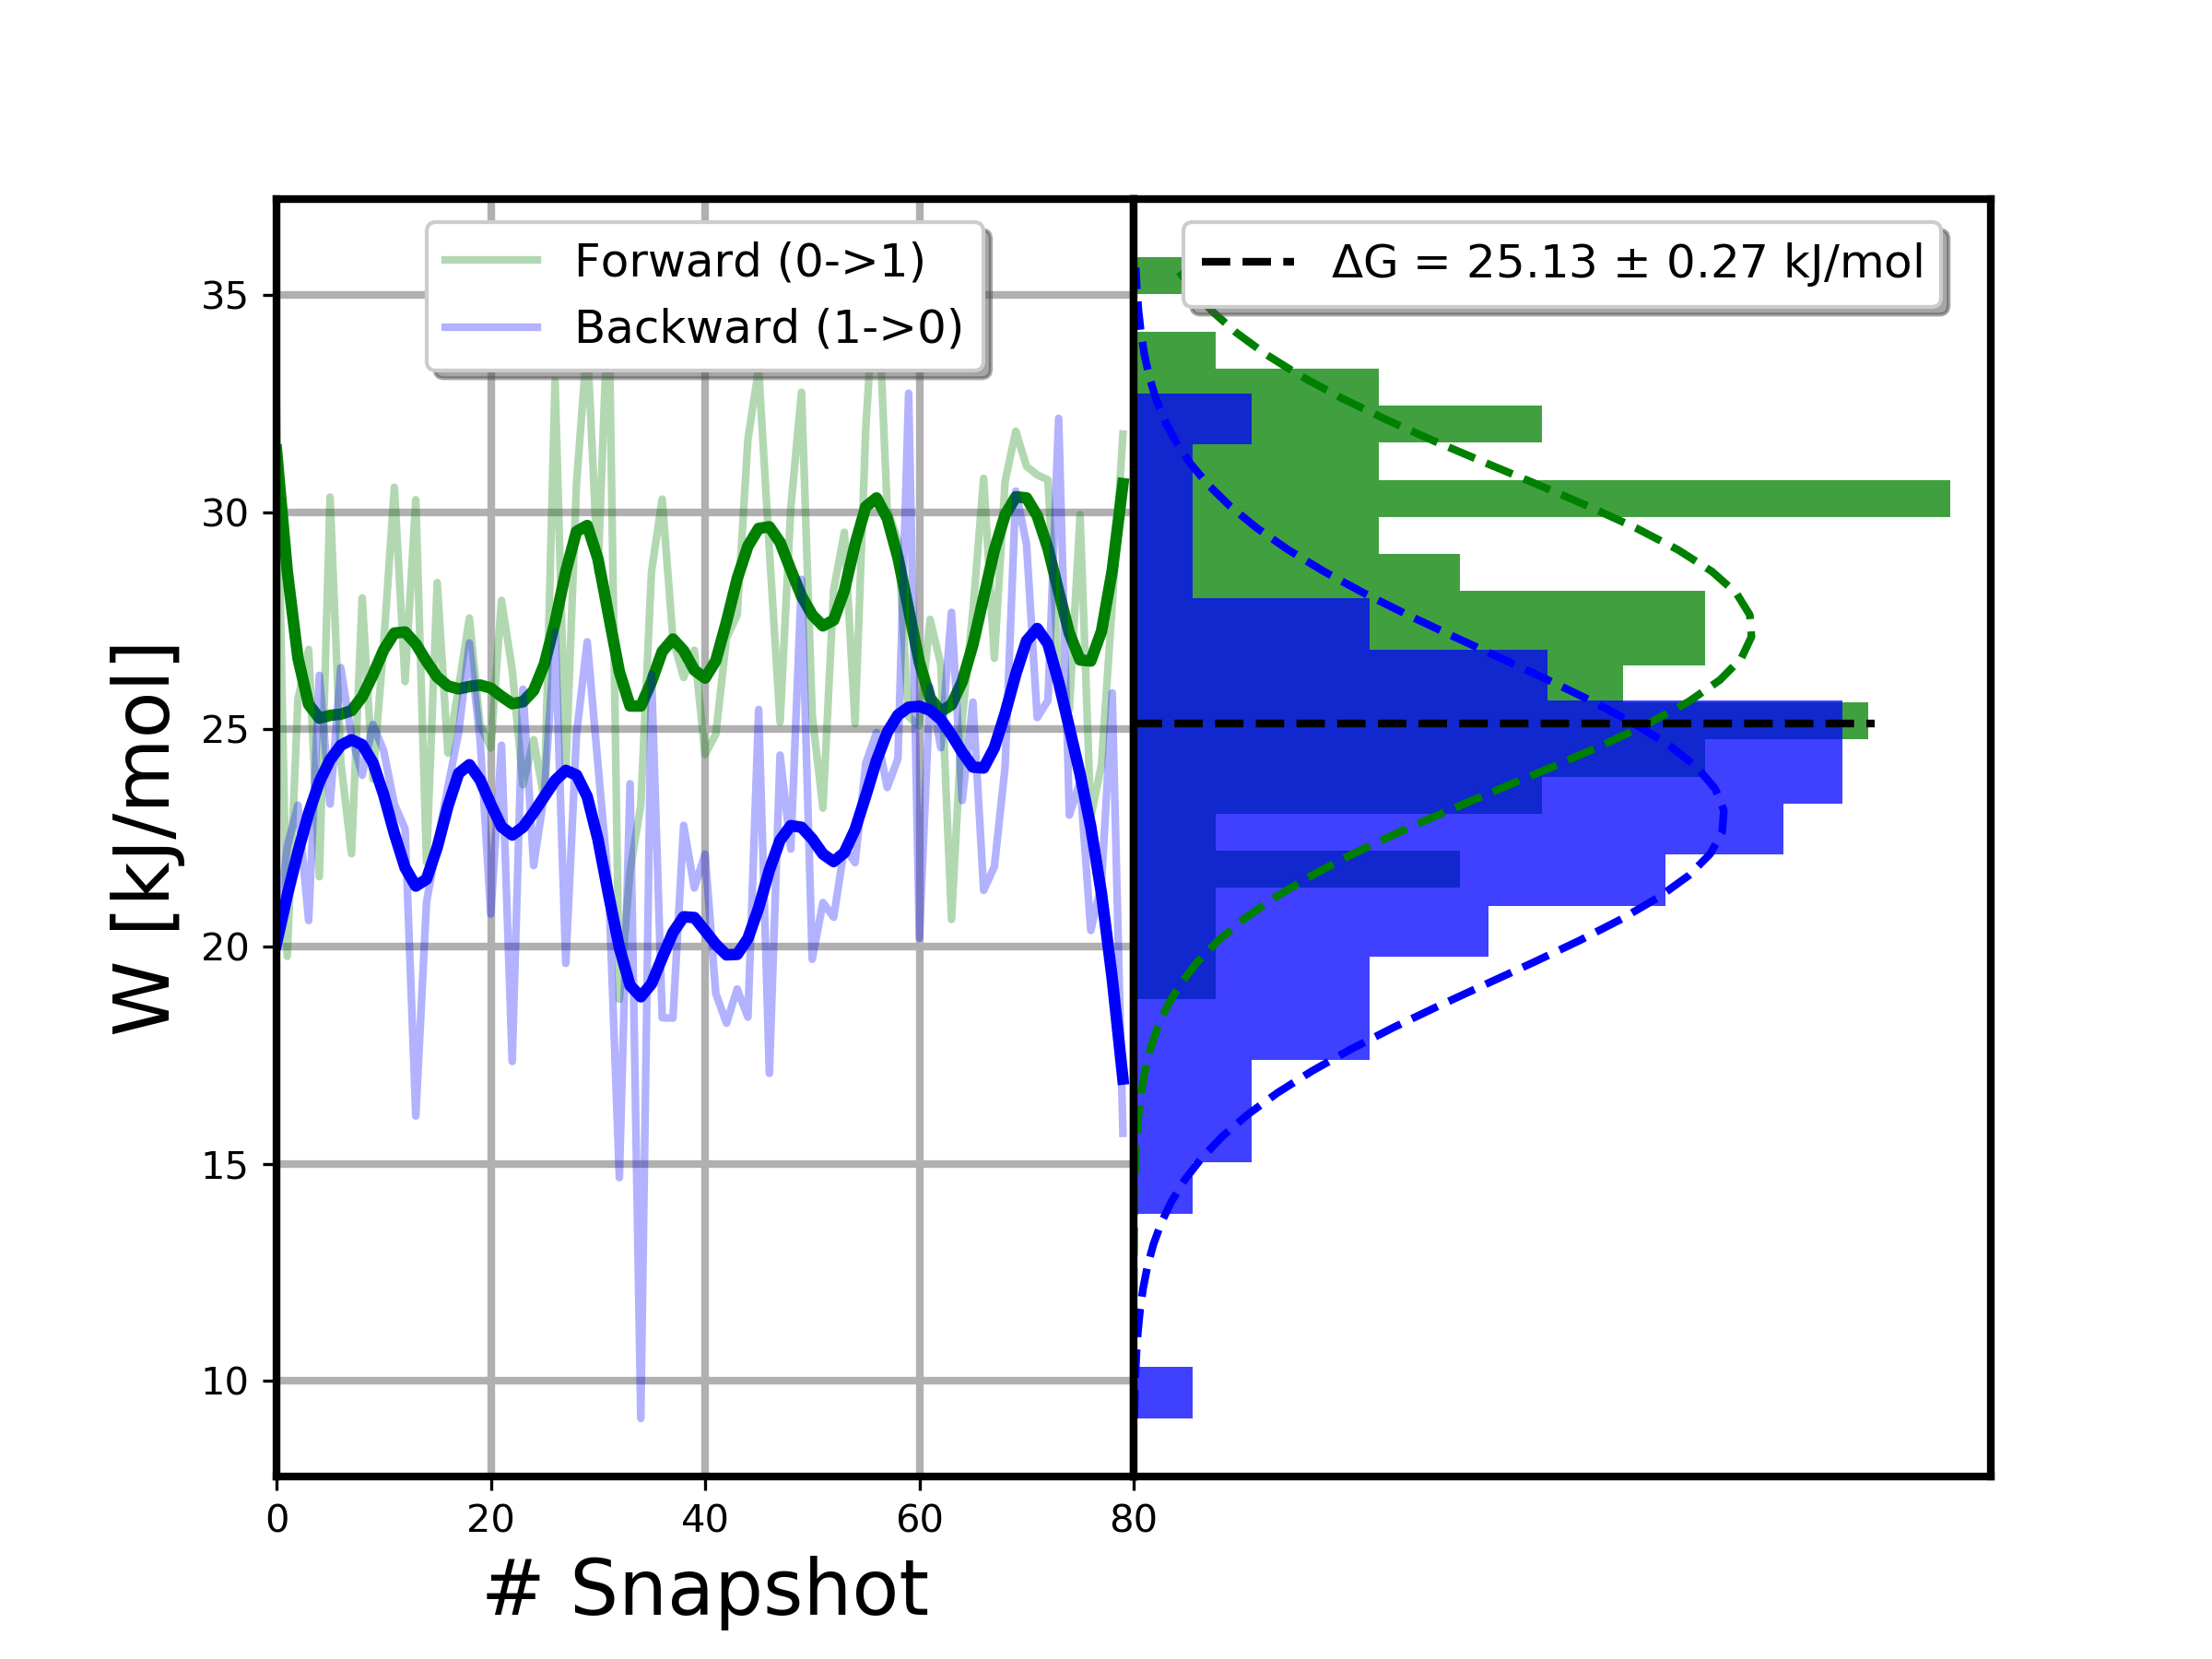 Forward (0->1)
Backward (1->0)
ΔG = 25.13 ± 0.27 kJ/mol
W [kJ/mol]
35
30
25
20
15
10
0 20 40 60 80
# Snapshot